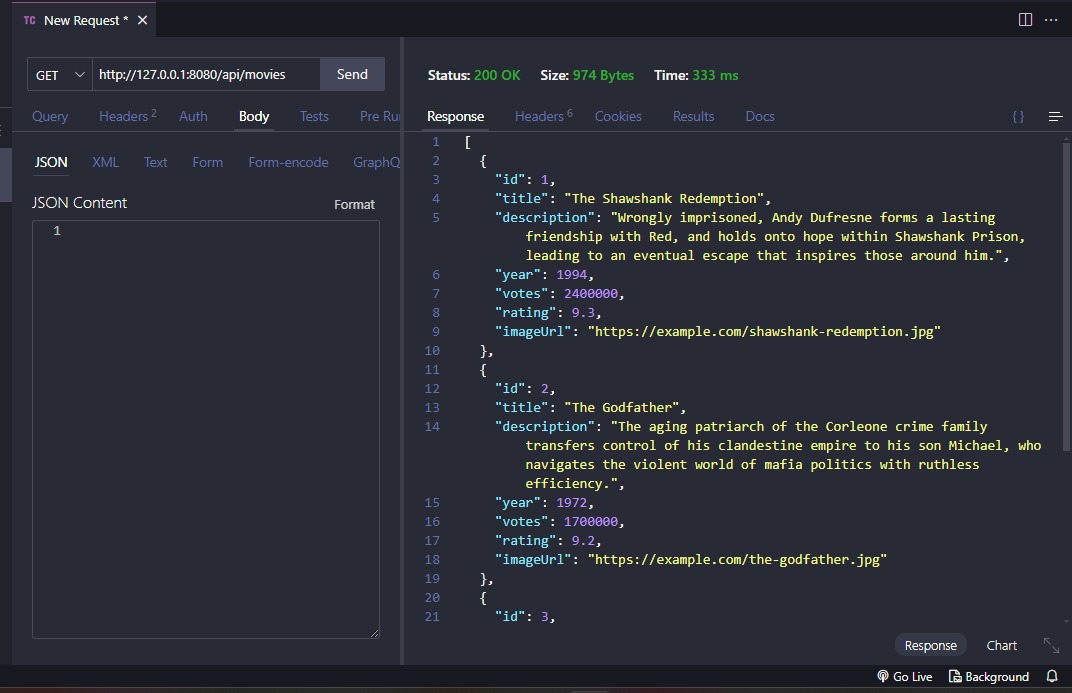 TC New Request *
GET http://127.0.0.1:8080/api/movies Send
Query Headers 2 Auth Body Tests Pre Ru
JSON XML Text Form Form-encode GraphQ
JSON Content Format
1
Status: 200 OK Size: 974 Bytes Time: 333 ms
Response Headers 6 Cookies Results Docs { }
1 [
2 {
3 "id": 1,
4 "title": "The Shawshank Redemption",
5 "description": "Wrongly imprisoned, Andy Dufresne forms a lasting
friendship with Red, and holds onto hope within Shawshank Prison,
leading to an eventual escape that inspires those around him.",
6 "year": 1994,
7 "votes": 2400000,
8 "rating": 9.3,
9 "imageUrl": "https://example.com/shawshank-redemption.jpg"
10 },
11 {
12 "id": 2,
13 "title": "The Godfather",
14 "description": "The aging patriarch of the Corleone crime family
transfers control of his clandestine empire to his son Michael, who
navigates the violent world of mafia politics with ruthless
efficiency.",
15 "year": 1972,
16 "votes": 1700000,
17 "rating": 9.2,
18 "imageUrl": "https://example.com/the-godfather.jpg"
19 },
20 {
21 "id": 3,
Response Chart
Go Live Background